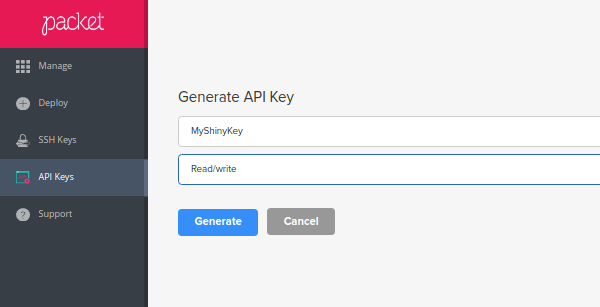 packet
Manage
Deploy
SSH Keys
API Keys
Support
Generate API Key
MyShinyKey
Read/write
Generate
Cancel